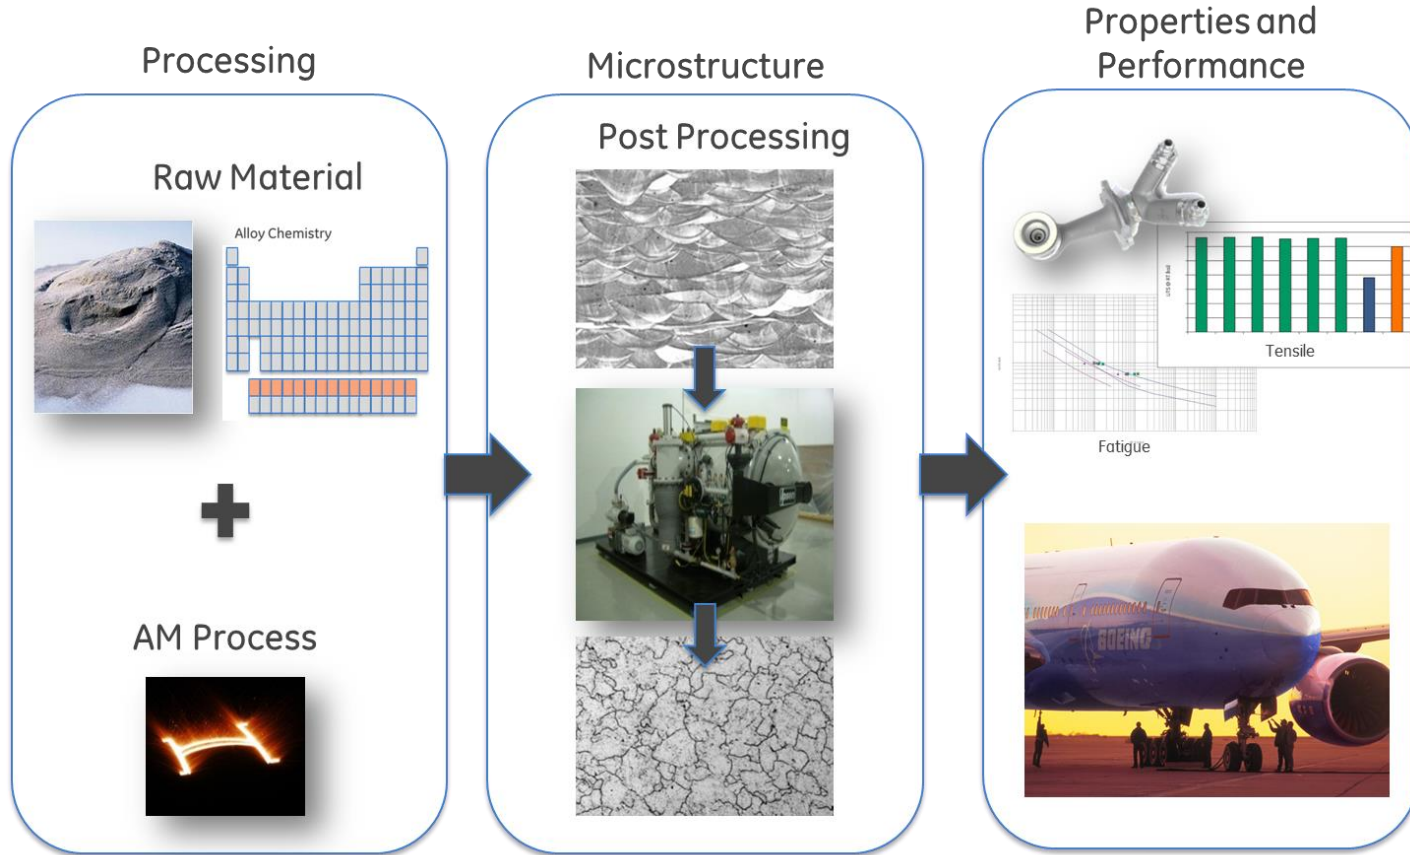 Processing
Raw Material
Alloy Chemistry
AM Process
Microstructure
Post Processing
Properties and
Performance
Tensile
Fatigue
BOEING